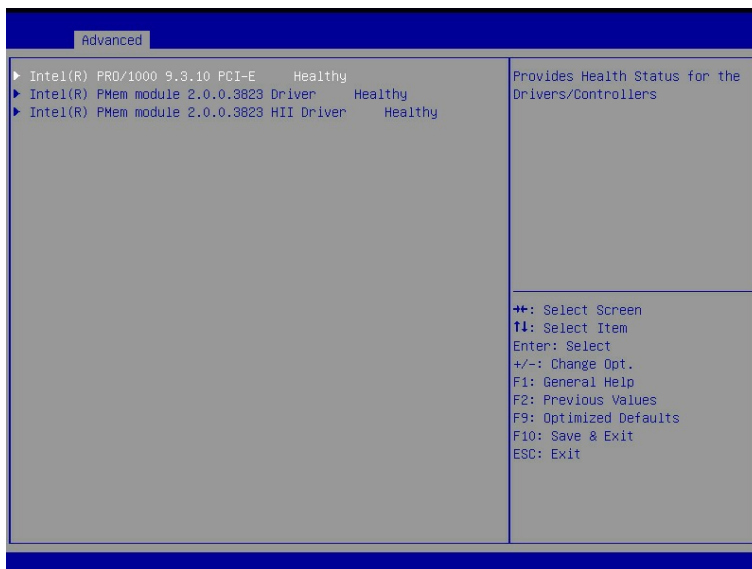 Advanced
Intel(R) PRO/1000 9.3.10 PCI-E Healthy
Intel(R) PMem module 2.0.0.3823 Driver Healthy
Intel(R) PMem module 2.0.0.3823 HII Driver Healthy
Provides Health Status for the
Drivers/Controllers
→←: Select Screen
↑↓: Select Item
Enter: Select
+/-: Change Opt.
F1: General Help
F2: Previous Values
F9: Optimized Defaults
F10: Save & Exit
ESC: Exit